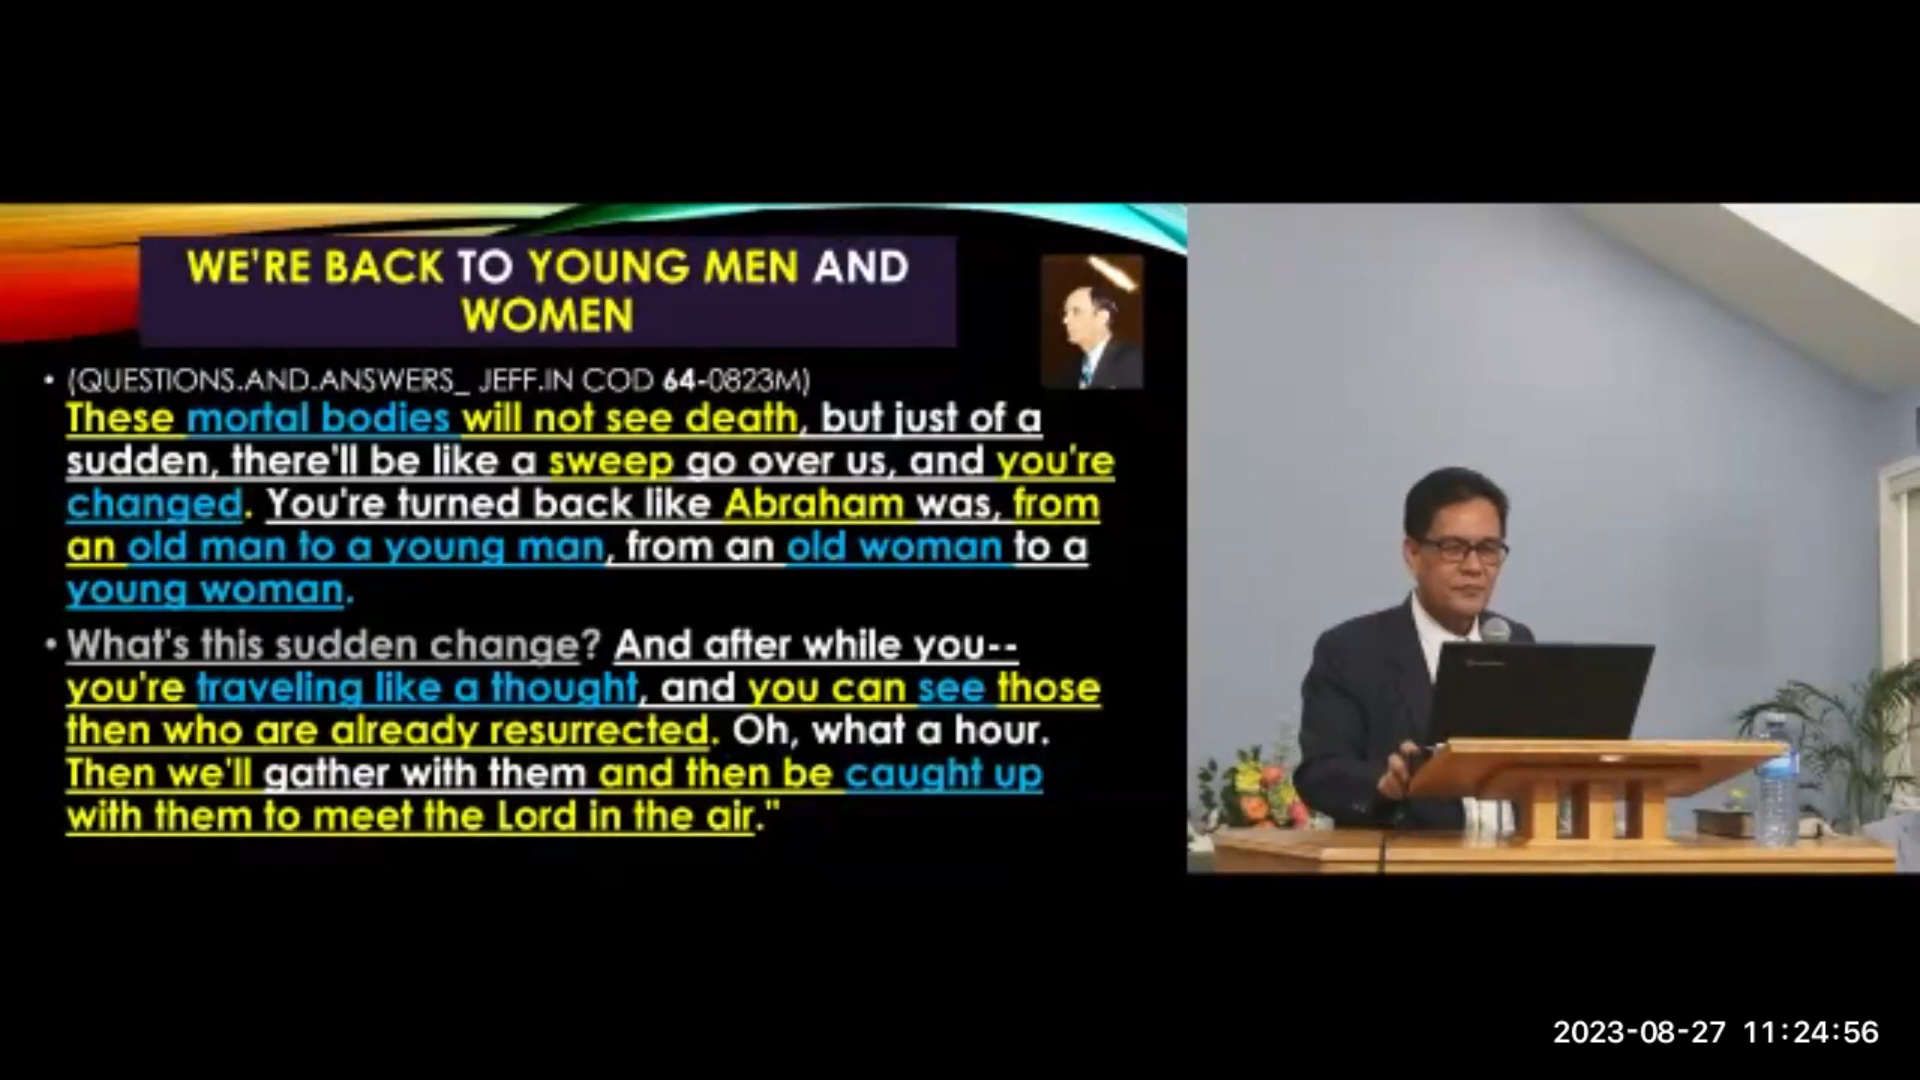 WE'RE BACK TO YOUNG MEN AND
WOMEN
• (QUESTIONS.AND.ANSWERS_ JEFF.IN COD 64-0823M)
These mortal bodies will not see death, but just of a
sudden, there'll be like a sweep go over us, and you're
changed. You're turned back like Abraham was, from
an old man to a young man, from an old woman to a
young woman.
• What's this sudden change? And after while you--
you're traveling like a thought, and you can see those
then who are already resurrected. Oh, what a hour.
Then we'll gather with them and then be caught up
with them to meet the Lord in the air."
2023-08-27 11:24:56